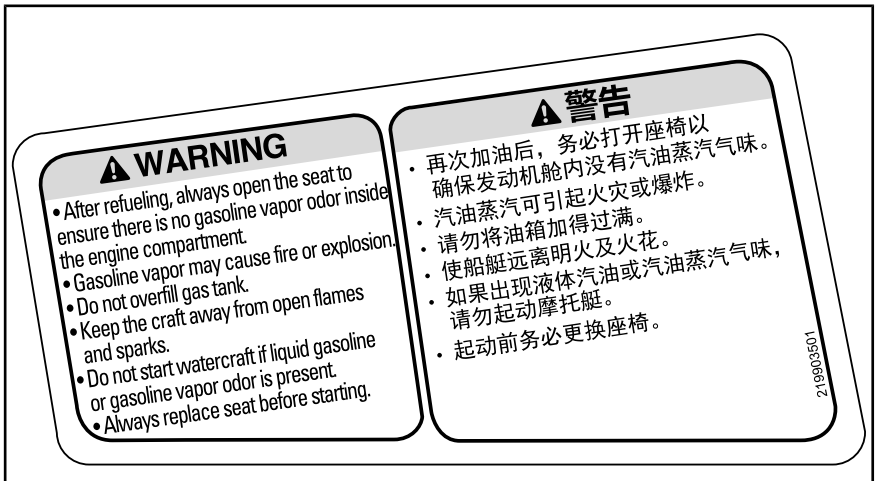 WARNING
• After refueling, always open the seat to
ensure there is no gasoline vapor odor inside
the engine compartment.
• Gasoline vapor may cause fire or explosion.
• Do not overfill gas tank.
• Keep the craft away from open flames
and sparks.
• Do not start watercraft if liquid gasoline
or gasoline vapor odor is present.
• Always replace seat before starting.
警告
· 再次加油后，务必打开座椅以
确保发动机舱内没有汽油蒸汽气味。
· 汽油蒸汽可引起火灾或爆炸。
· 请勿将油箱加得过满。
· 使船艇远离明火及火花。
· 如果出现液体汽油或汽油蒸汽气味，
请勿起动摩托艇。
· 起动前务必更换座椅。
219903501